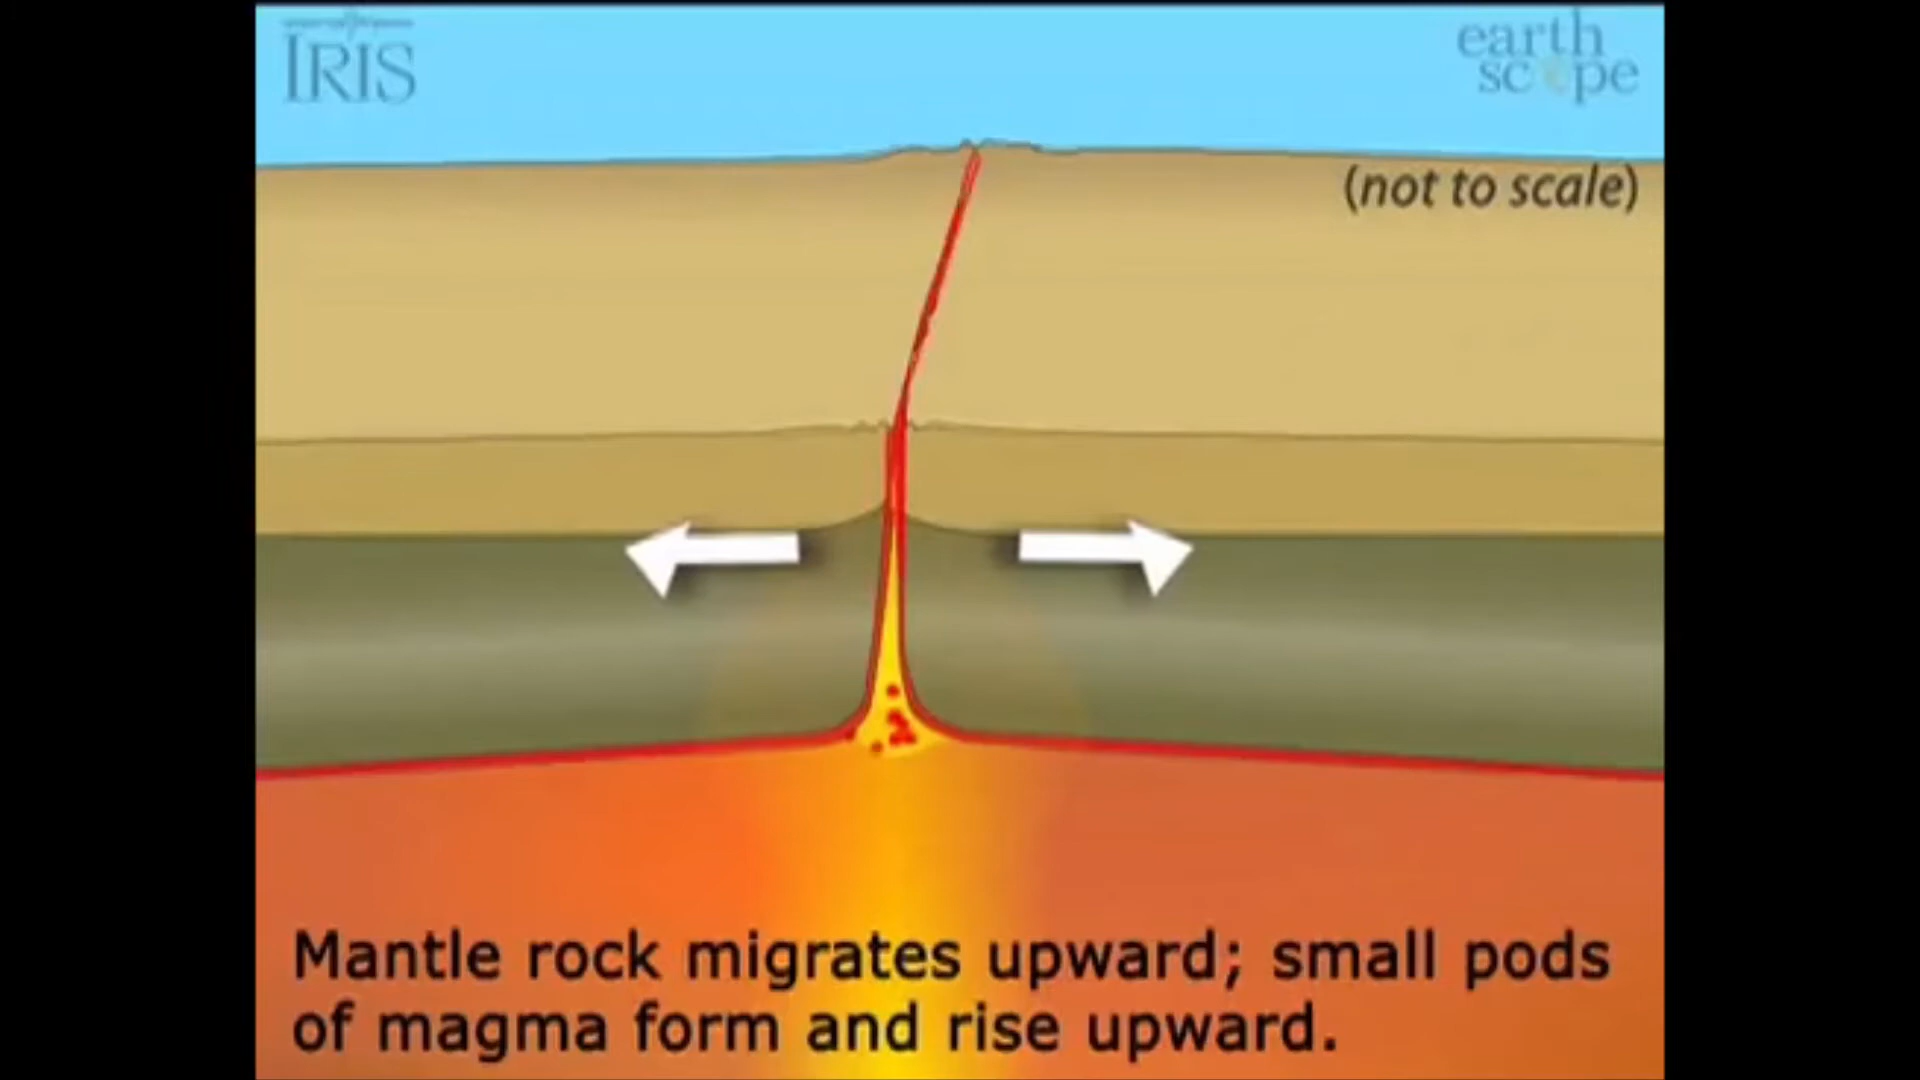 IRIS
earth
scope
(not to scale)
Mantle rock migrates upward; small pods
of magma form and rise upward.